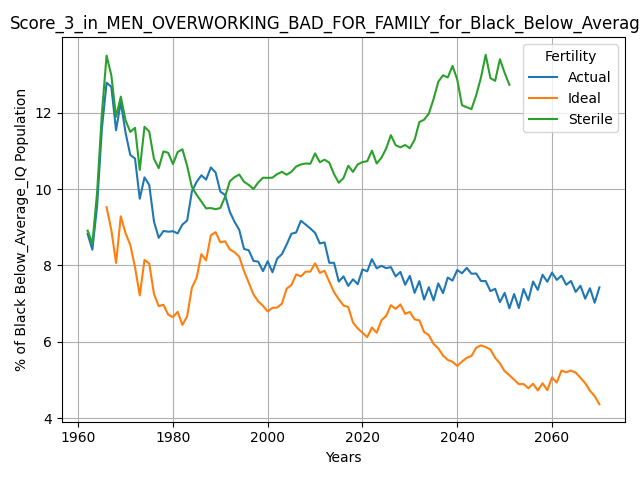 Score_3_in_MEN_OVERWORKING_BAD_FOR_FAMILY_for_Black_Below_Averag
% of Black Below_Average_IQ Population
12
10
8
6
4
Fertility
Actual
Ideal
Sterile
1960
1980
2000
2020
2040
2060
Years